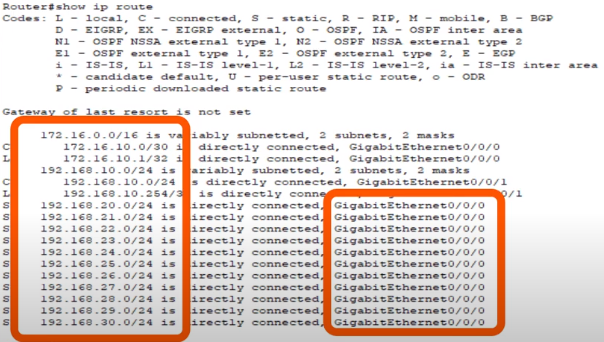 Router#show ip route
Codes: L - local, C - connected, S - static, R - RIP, M - mobile, B - BGP
D - EIGRP, EX - EIGRP external, O - OSPF, IA - OSPF inter area
N1 - OSPF NSSA external type 1, N2 - OSPF NSSA external type 2
E1 - OSPF external type 1, E2 - OSPF external type 2, E - EGP
i - IS-IS, L1 - IS-IS level-1, L2 - IS-IS level-2, ia - IS-IS inter area
* - candidate default, U - per-user static route, o - ODR
P - periodic downloaded static route
Gateway of last resort is not set
172.16.0.0/16 is variably subnetted, 2 subnets, 2 masks
C 172.16.10.0/30 is directly connected, GigabitEthernet0/0/0
L 172.16.10.1/32 is directly connected, GigabitEthernet0/0/0
192.168.10.0/24 is variably subnetted, 2 subnets, 2 masks
C 192.168.10.0/24 is directly connected, GigabitEthernet0/0/1
L 192.168.10.254/32 is directly connected, GigabitEthernet0/0/1
S 192.168.20.0/24 is directly connected, GigabitEthernet0/0/0
S 192.168.21.0/24 is directly connected, GigabitEthernet0/0/0
S 192.168.22.0/24 is directly connected, GigabitEthernet0/0/0
S 192.168.23.0/24 is directly connected, GigabitEthernet0/0/0
S 192.168.24.0/24 is directly connected, GigabitEthernet0/0/0
S 192.168.25.0/24 is directly connected, GigabitEthernet0/0/0
S 192.168.26.0/24 is directly connected, GigabitEthernet0/0/0
S 192.168.27.0/24 is directly connected, GigabitEthernet0/0/0
S 192.168.28.0/24 is directly connected, GigabitEthernet0/0/0
S 192.168.29.0/24 is directly connected, GigabitEthernet0/0/0
S 192.168.30.0/24 is directly connected, GigabitEthernet0/0/0